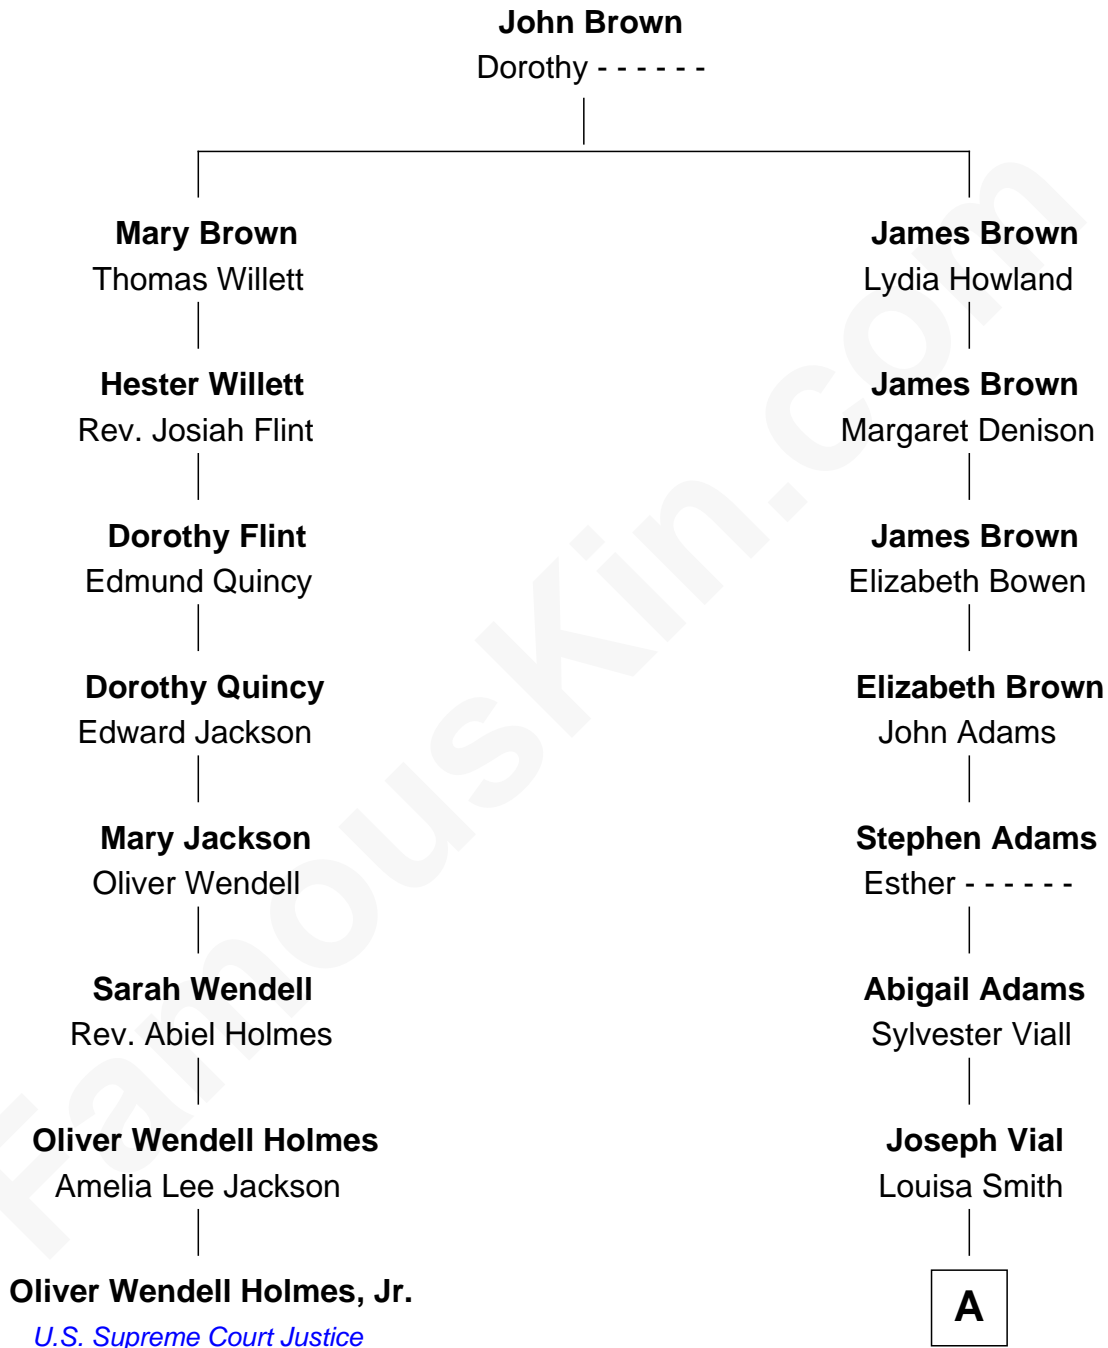 John Brown
Dorothy - - - - - -
Mary Brown
Thomas Willett
James Brown
Lydia Howland
Hester Willett
Rev. Josiah Flint
James Brown
Margaret Denison
Dorothy Flint
Edmund Quincy
James Brown
Elizabeth Bowen
Dorothy Quincy
Edward Jackson
Elizabeth Brown
John Adams
Mary Jackson
Oliver Wendell
Stephen Adams
Esther - - - - - -
Sarah Wendell
Rev. Abiel Holmes
Abigail Adams
Sylvester Viall
Oliver Wendell Holmes
Amelia Lee Jackson
Joseph Vial
Louisa Smith
Oliver Wendell Holmes, Jr.
U.S. Supreme Court Justice
A
FamousKin.com